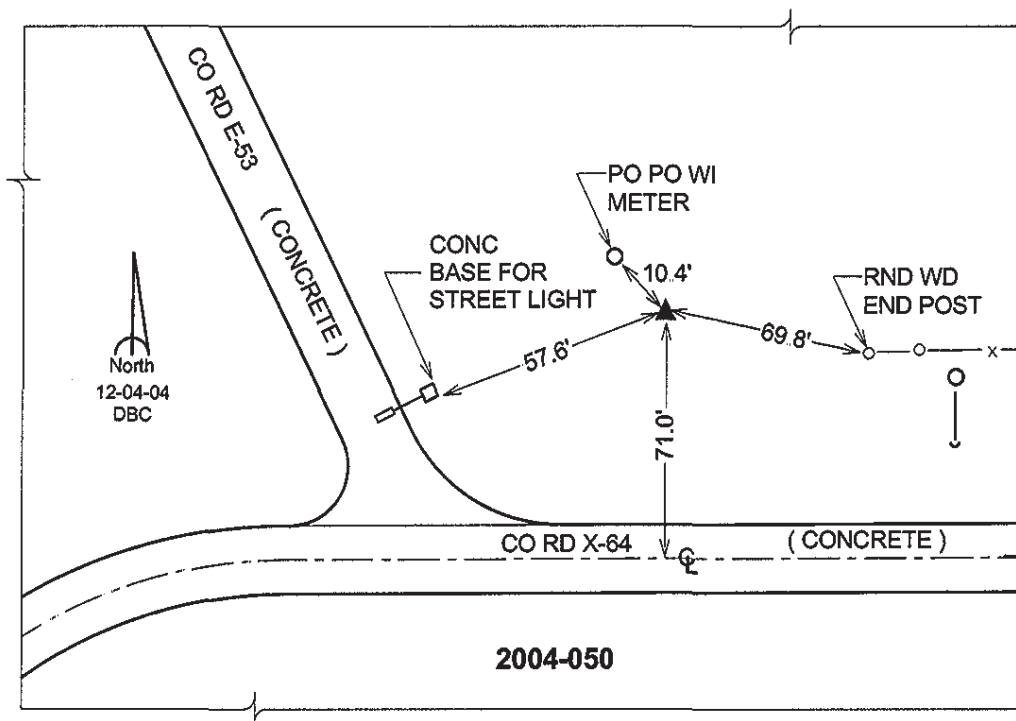 CO RD E-53
( CONCRETE )
PO PO WI
METER
CONC
BASE FOR
STREET LIGHT
10.4'
RND WD
END POST
57.6'
69.8'
71.0'
x
North
12-04-04
DBC
CO RD X-64
( CONCRETE )
℄
2004-050